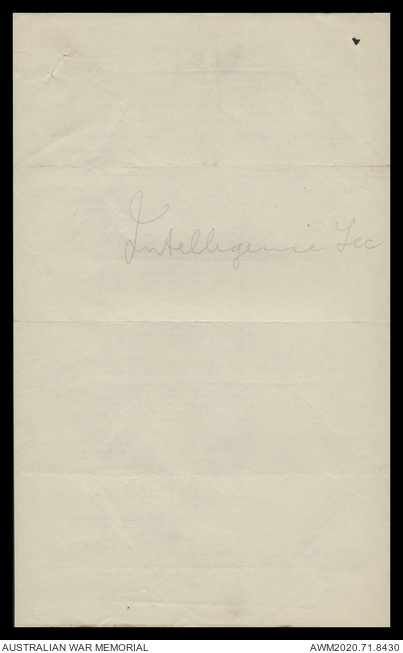 Intelligence Sec
AUSTRALIAN WAR MEMORIAL
AWM2020.71.8430